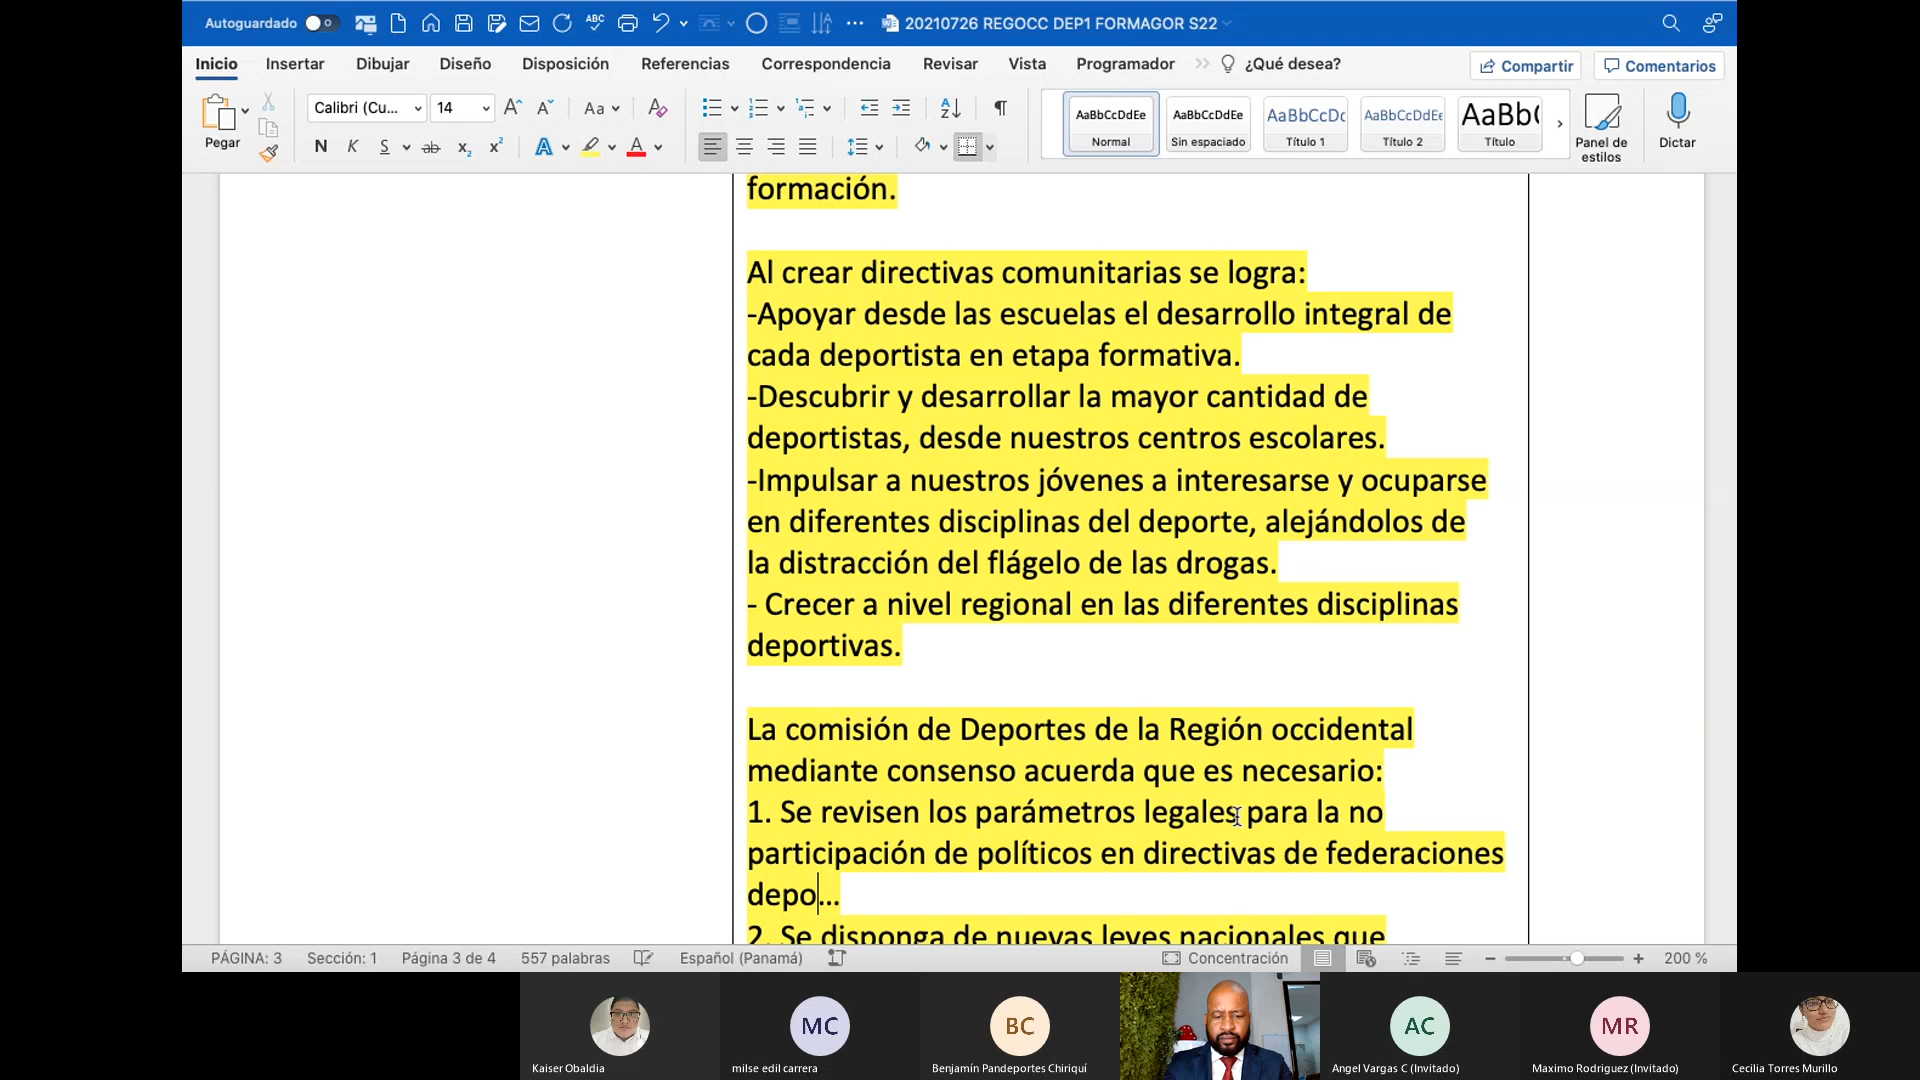 Autoguardado
20210726 REGOCC DEP1 FORMAGOR S22
Inicio Insertar Dibujar Diseño Disposición Referencias Correspondencia Revisar Vista Programador ¿Qué desea? Compartir Comentarios
Pegar
Calibri (Cu... 14
N K S ab x₂ x²
AaBbCcDdEe Normal
AaBbCcDdEe Sin espaciado
AaBbCcDc Título 1
AaBbCcDdEe Título 2
AaBb( Título
Panel de estilos
Dictar
formación.
Al crear directivas comunitarias se logra:
-Apoyar desde las escuelas el desarrollo integral de
cada deportista en etapa formativa.
-Descubrir y desarrollar la mayor cantidad de
deportistas, desde nuestros centros escolares.
-Impulsar a nuestros jóvenes a interesarse y ocuparse
en diferentes disciplinas del deporte, alejándolos de
la distracción del flágelo de las drogas.
- Crecer a nivel regional en las diferentes disciplinas
deportivas.
La comisión de Deportes de la Región occidental
mediante consenso acuerda que es necesario:
1. Se revisen los parámetros legales para la no
participación de políticos en directivas de federaciones
depo...
2. Se disponga de nuevas leyes nacionales que
PÁGINA: 3 Sección: 1 Página 3 de 4 557 palabras Español (Panamá) Concentración 200 %
MC BC AC MR
Kaiser Obaldia milse edil carrera Benjamín Pandeportes Chiriquí Angel Vargas C (Invitado) Maximo Rodriguez (Invitado) Cecilia Torres Murillo